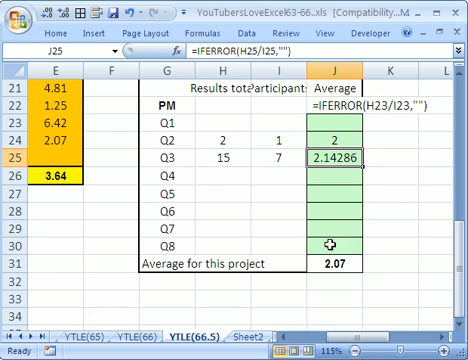 YouTubersLoveExcel63-66..xls [Compatibility...
Home Insert Page Layout Formulas Data Review View Developer
J25 fx =IFERROR(H25/I25,"")
E F G H I J K L
21 4.81 Results tota Participants Average
22 1.25 PM =IFERROR(H23/I23,"")
23 6.42 Q1
24 2.07 Q2 2 1 2
25 Q3 15 7 2.14286
26 3.64 Q4
27 Q5
28 Q6
29 Q7
30 Q8
31 Average for this project 2.07
32
33
34
YTLE(65) YTLE(66) YTLE(66.5) Sheet2
Ready 115%